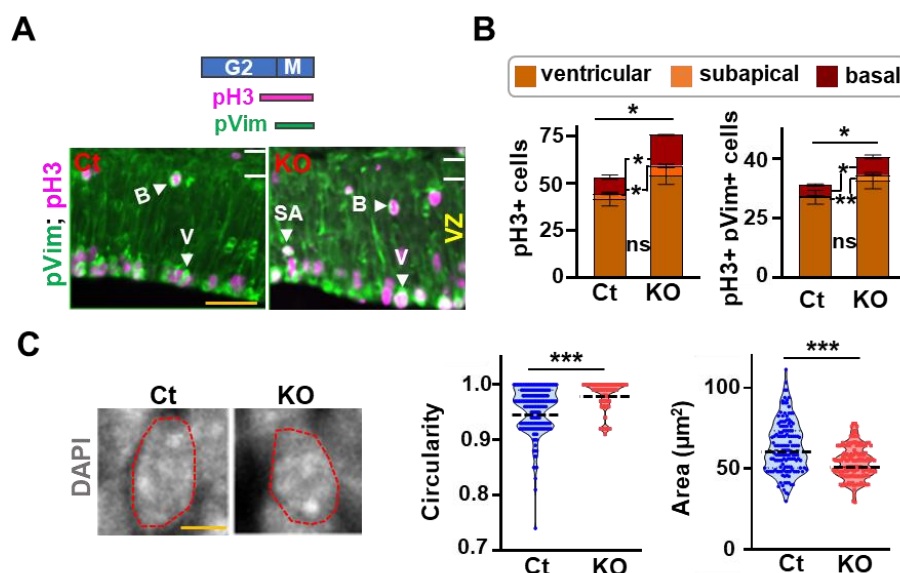 A
G2 M
pH3
pVim
pVim; pH3
Ct
B
V
KO
SA
B
V
VZ
B
ventricular subapical basal
pH3+ cells
75
50
25
0
*
*
*
ns
Ct KO
pH3+ pVim+ cells
40
25
0
*
*
**
ns
Ct KO
C
Ct KO
DAPI
Circularity
1.0
0.9
0.8
0.7
***
Ct KO
Area (μm²)
100
50
0
***
Ct KO